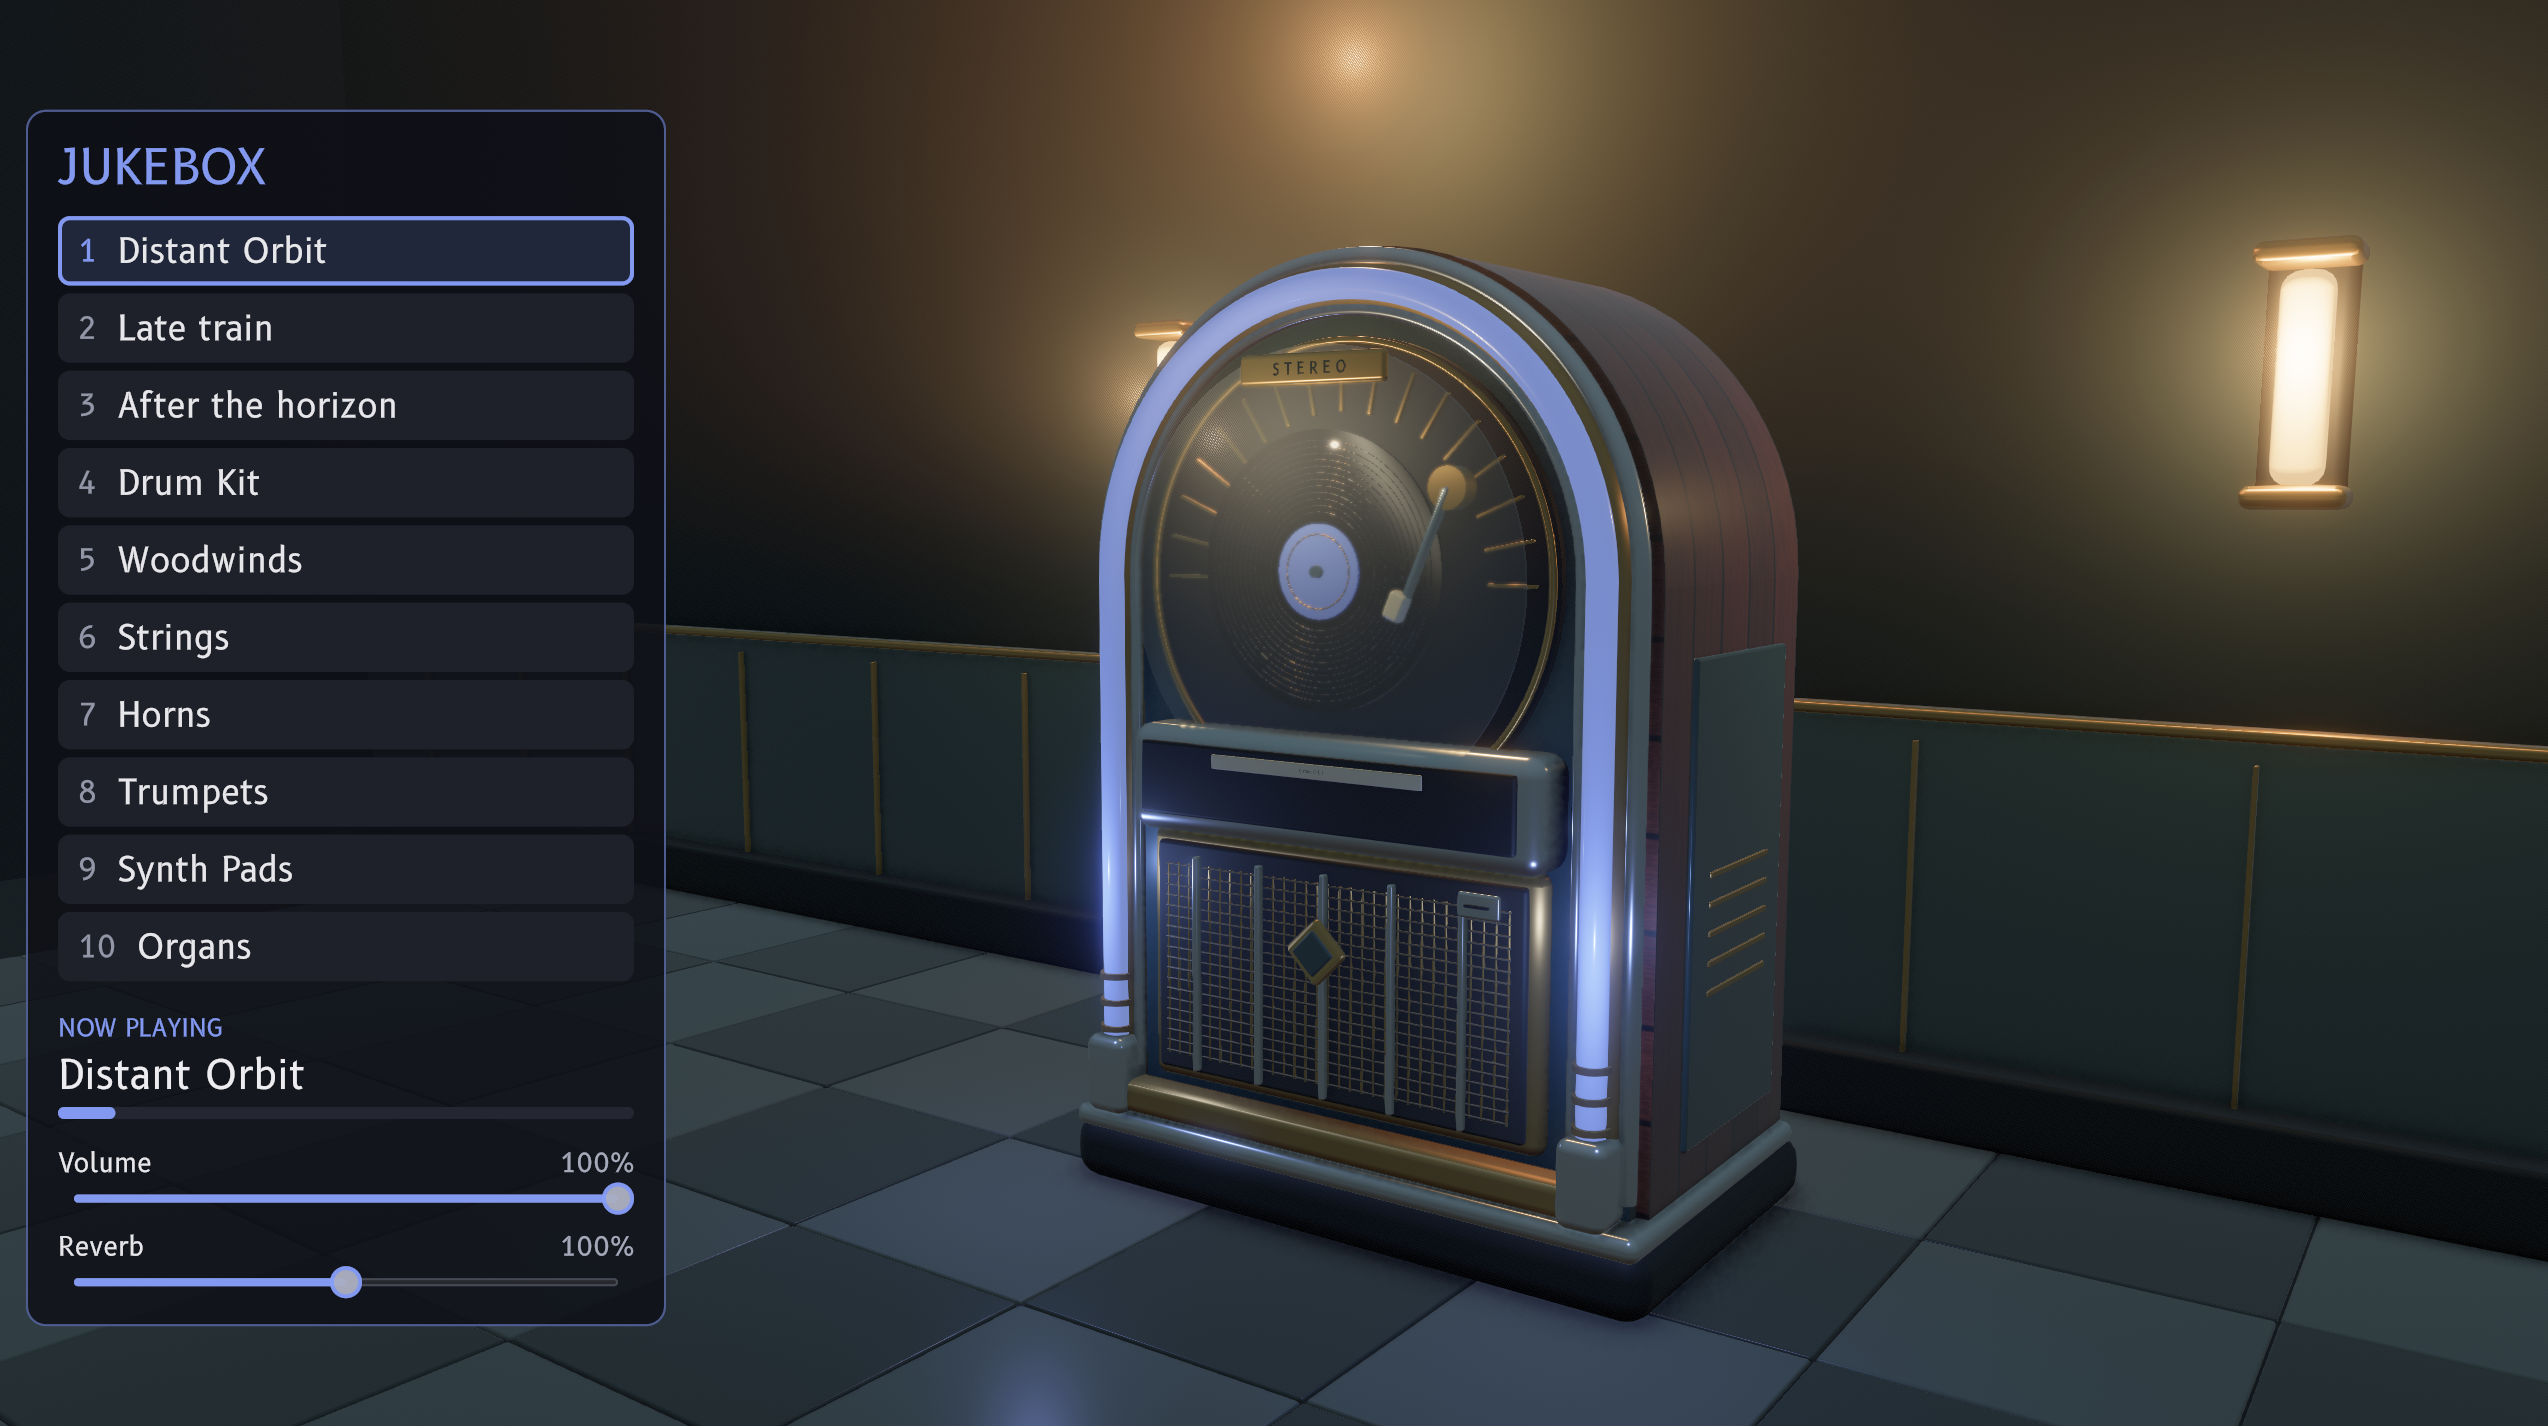 JUKEBOX
1 Distant Orbit
2 Late train
3 After the horizon
4 Drum Kit
5 Woodwinds
6 Strings
7 Horns
8 Trumpets
9 Synth Pads
10 Organs
NOW PLAYING
Distant Orbit
Volume 100%
Reverb 100%
STEREO